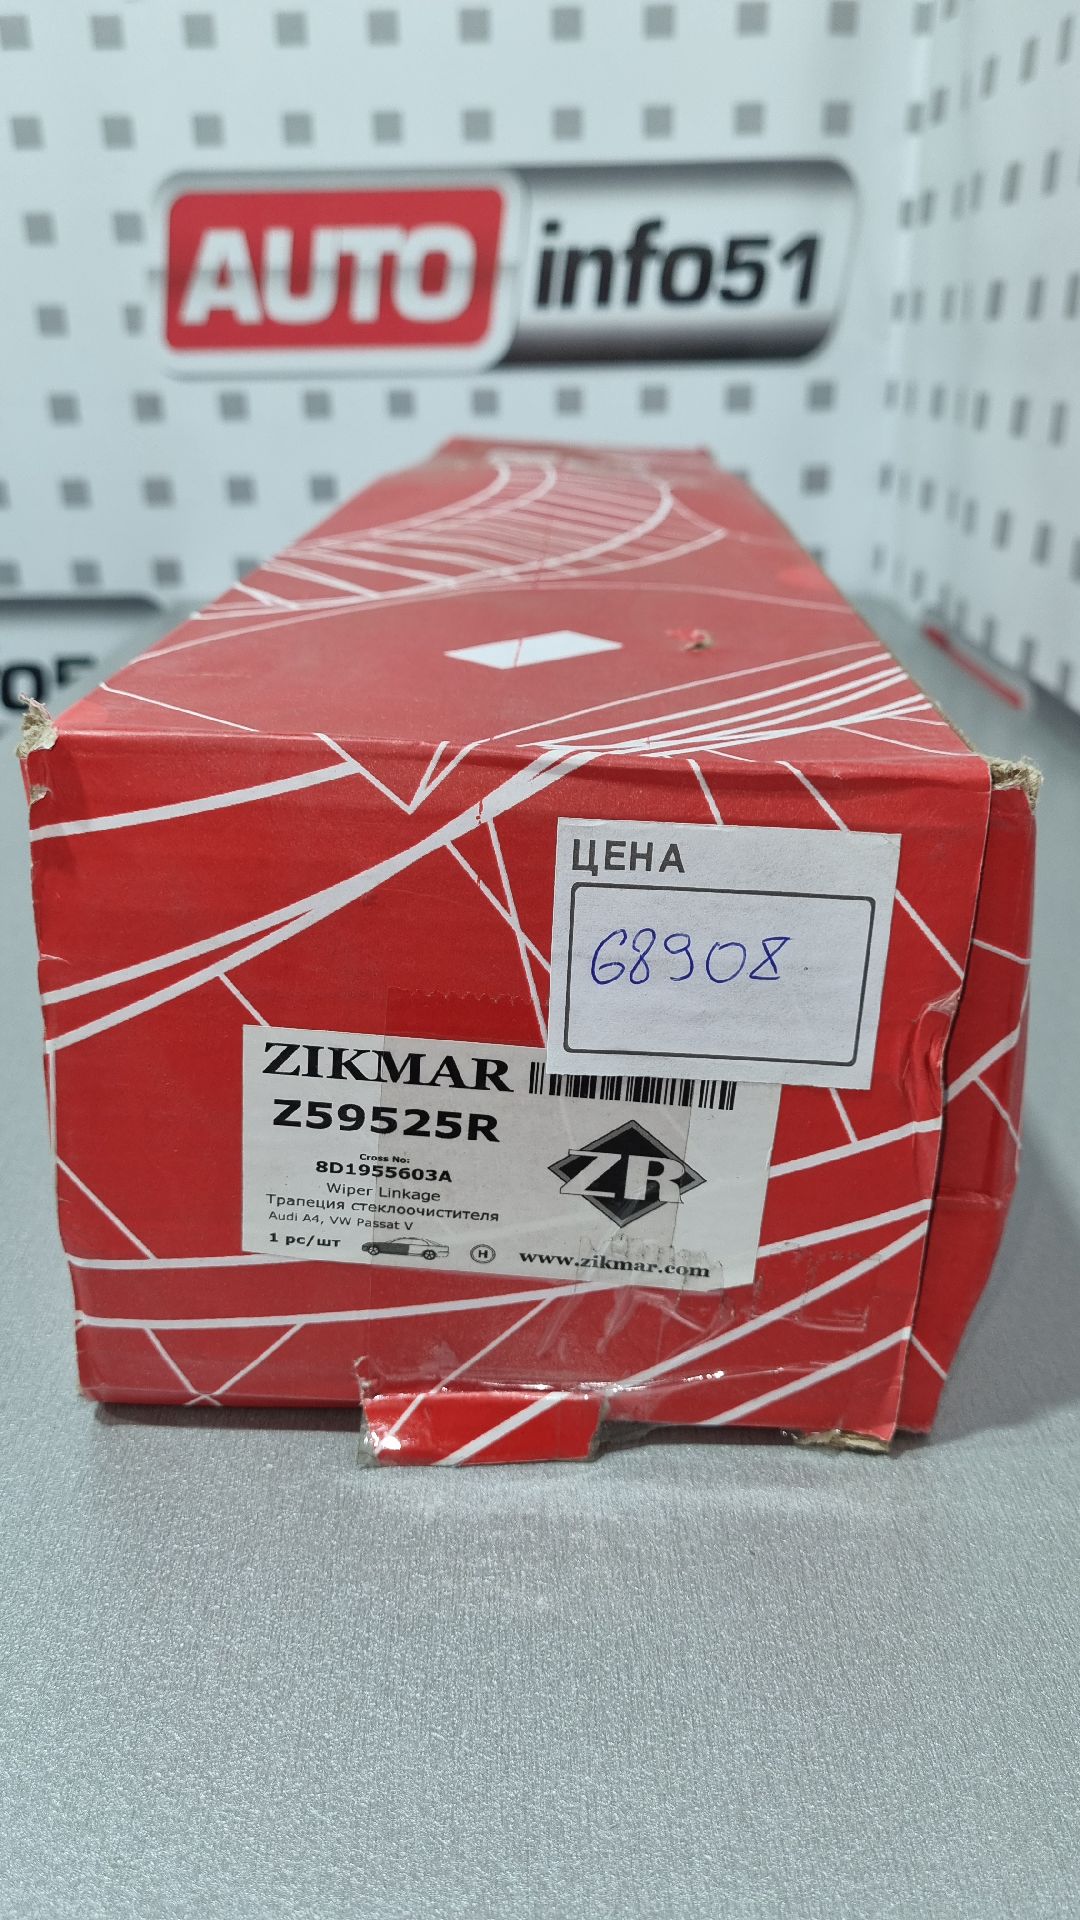 AUTO info51
ЦЕНА
68908
ZIKMAR
Z59525R
Cross No:
8D1955603A
Wiper Linkage
Трапеция стеклоочистителя
Audi A4, VW Passat V
1 pc/шт
H
www.zikmar.com
ZR